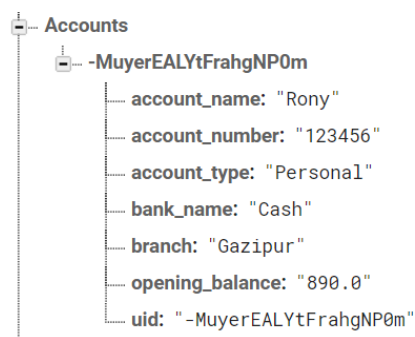 Accounts
-MuyerEALYtFrahgNP0m
account_name: "Rony"
account_number: "123456"
account_type: "Personal"
bank_name: "Cash"
branch: "Gazipur"
opening_balance: "890.0"
uid: "-MuyerEALYtFrahgNP0m"